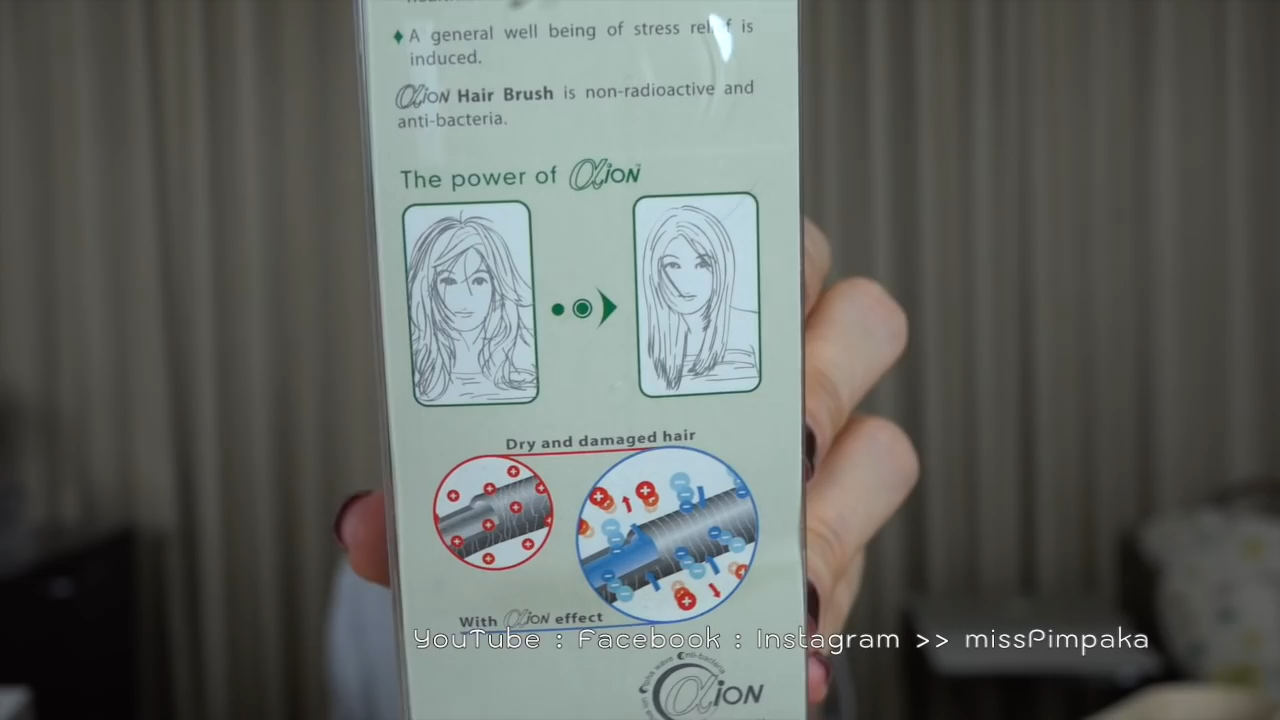 ♦ A general well being of stress relief is
induced.
αiON Hair Brush is non-radioactive and
anti-bacteria.
The power of αiON™
Dry and damaged hair
With αiON effect
YouTube : Facebook : Instagram >> missPimpaka
αiON